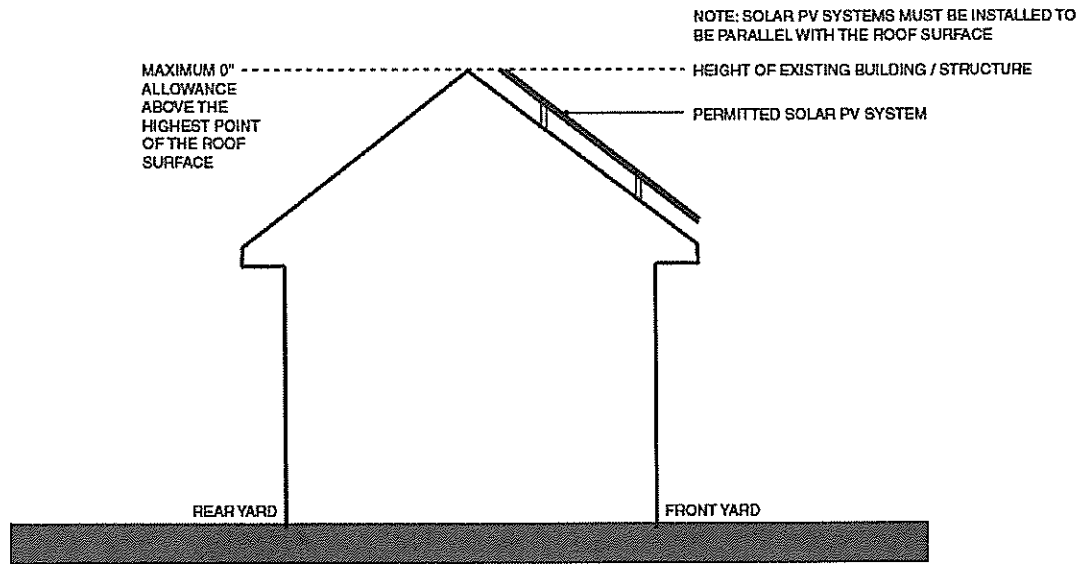 NOTE: SOLAR PV SYSTEMS MUST BE INSTALLED TO
BE PARALLEL WITH THE ROOF SURFACE
MAXIMUM 0"
ALLOWANCE
ABOVE THE
HIGHEST POINT
OF THE ROOF
SURFACE
HEIGHT OF EXISTING BUILDING / STRUCTURE
PERMITTED SOLAR PV SYSTEM
REAR YARD
FRONT YARD